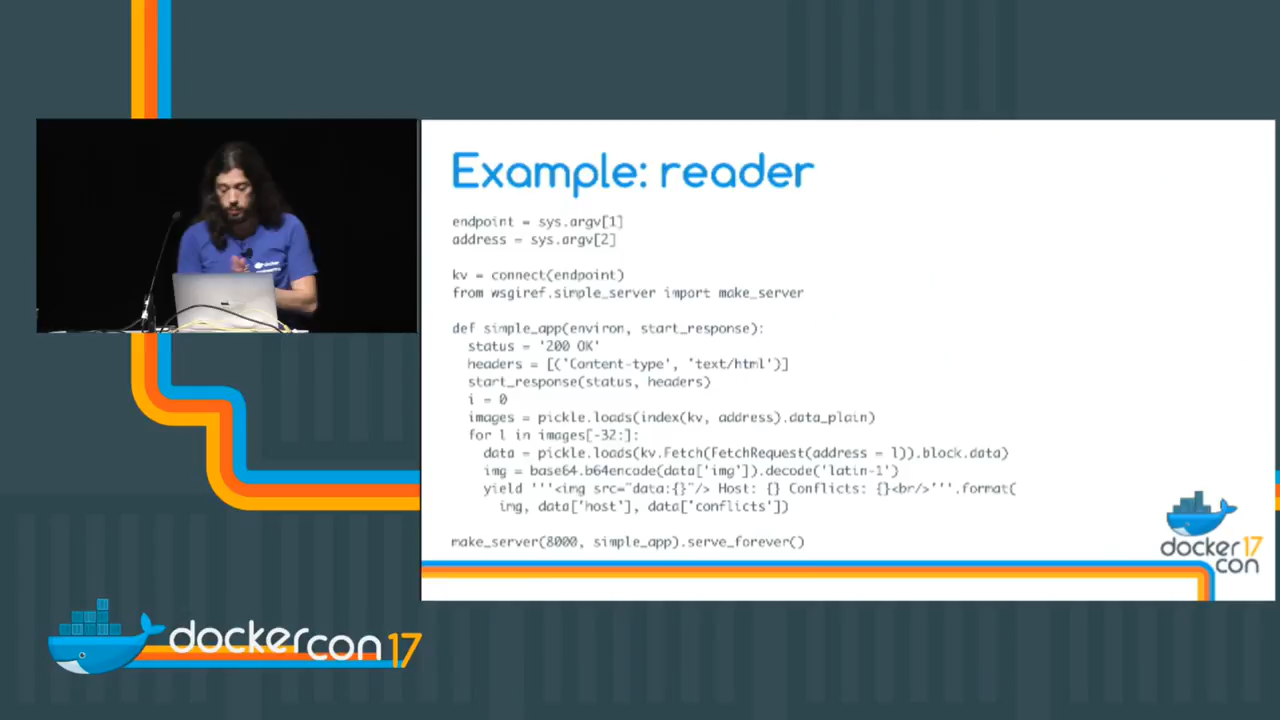 Example: reader
endpoint = sys.argv[1]
address = sys.argv[2]
kv = connect(endpoint)
from wsgiref.simple_server import make_server
def simple_app(environ, start_response):
status = '200 OK'
headers = [('Content-type', 'text/html')]
start_response(status, headers)
i = 0
images = pickle.loads(index(kv, address).data_plain)
for l in images[-32:]:
data = pickle.loads(kv.Fetch(FetchRequest(address = l)).block.data)
img = base64.b64encode(data['img']).decode('latin-1')
yield '''<img src="data:{}"/> Host: {} Conflicts: {}<br/>'''.format(
img, data['host'], data['conflicts'])
make_server(8000, simple_app).serve_forever()
docker 17
con
dockercon 17